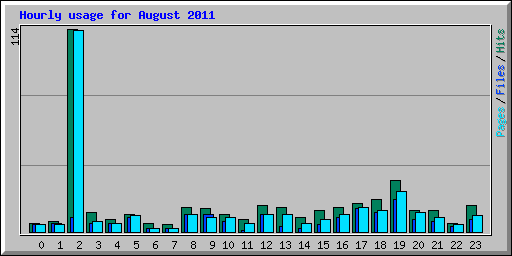 Hourly usage for August 2011
114
Pages/Files/Hits
0 1 2 3 4 5 6 7 8 9 10 11 12 13 14 15 16 17 18 19 20 21 22 23